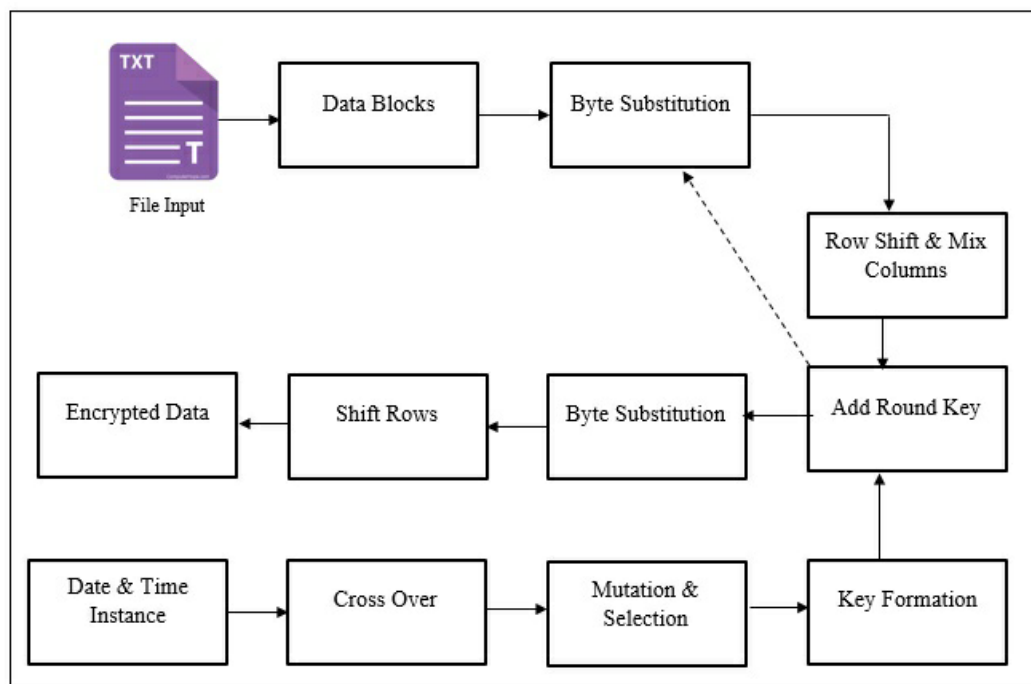 TXT
T
File Input
Data Blocks
Byte Substitution
Row Shift & Mix
Columns
Add Round Key
Byte Substitution
Shift Rows
Encrypted Data
Date & Time
Instance
Cross Over
Mutation &
Selection
Key Formation